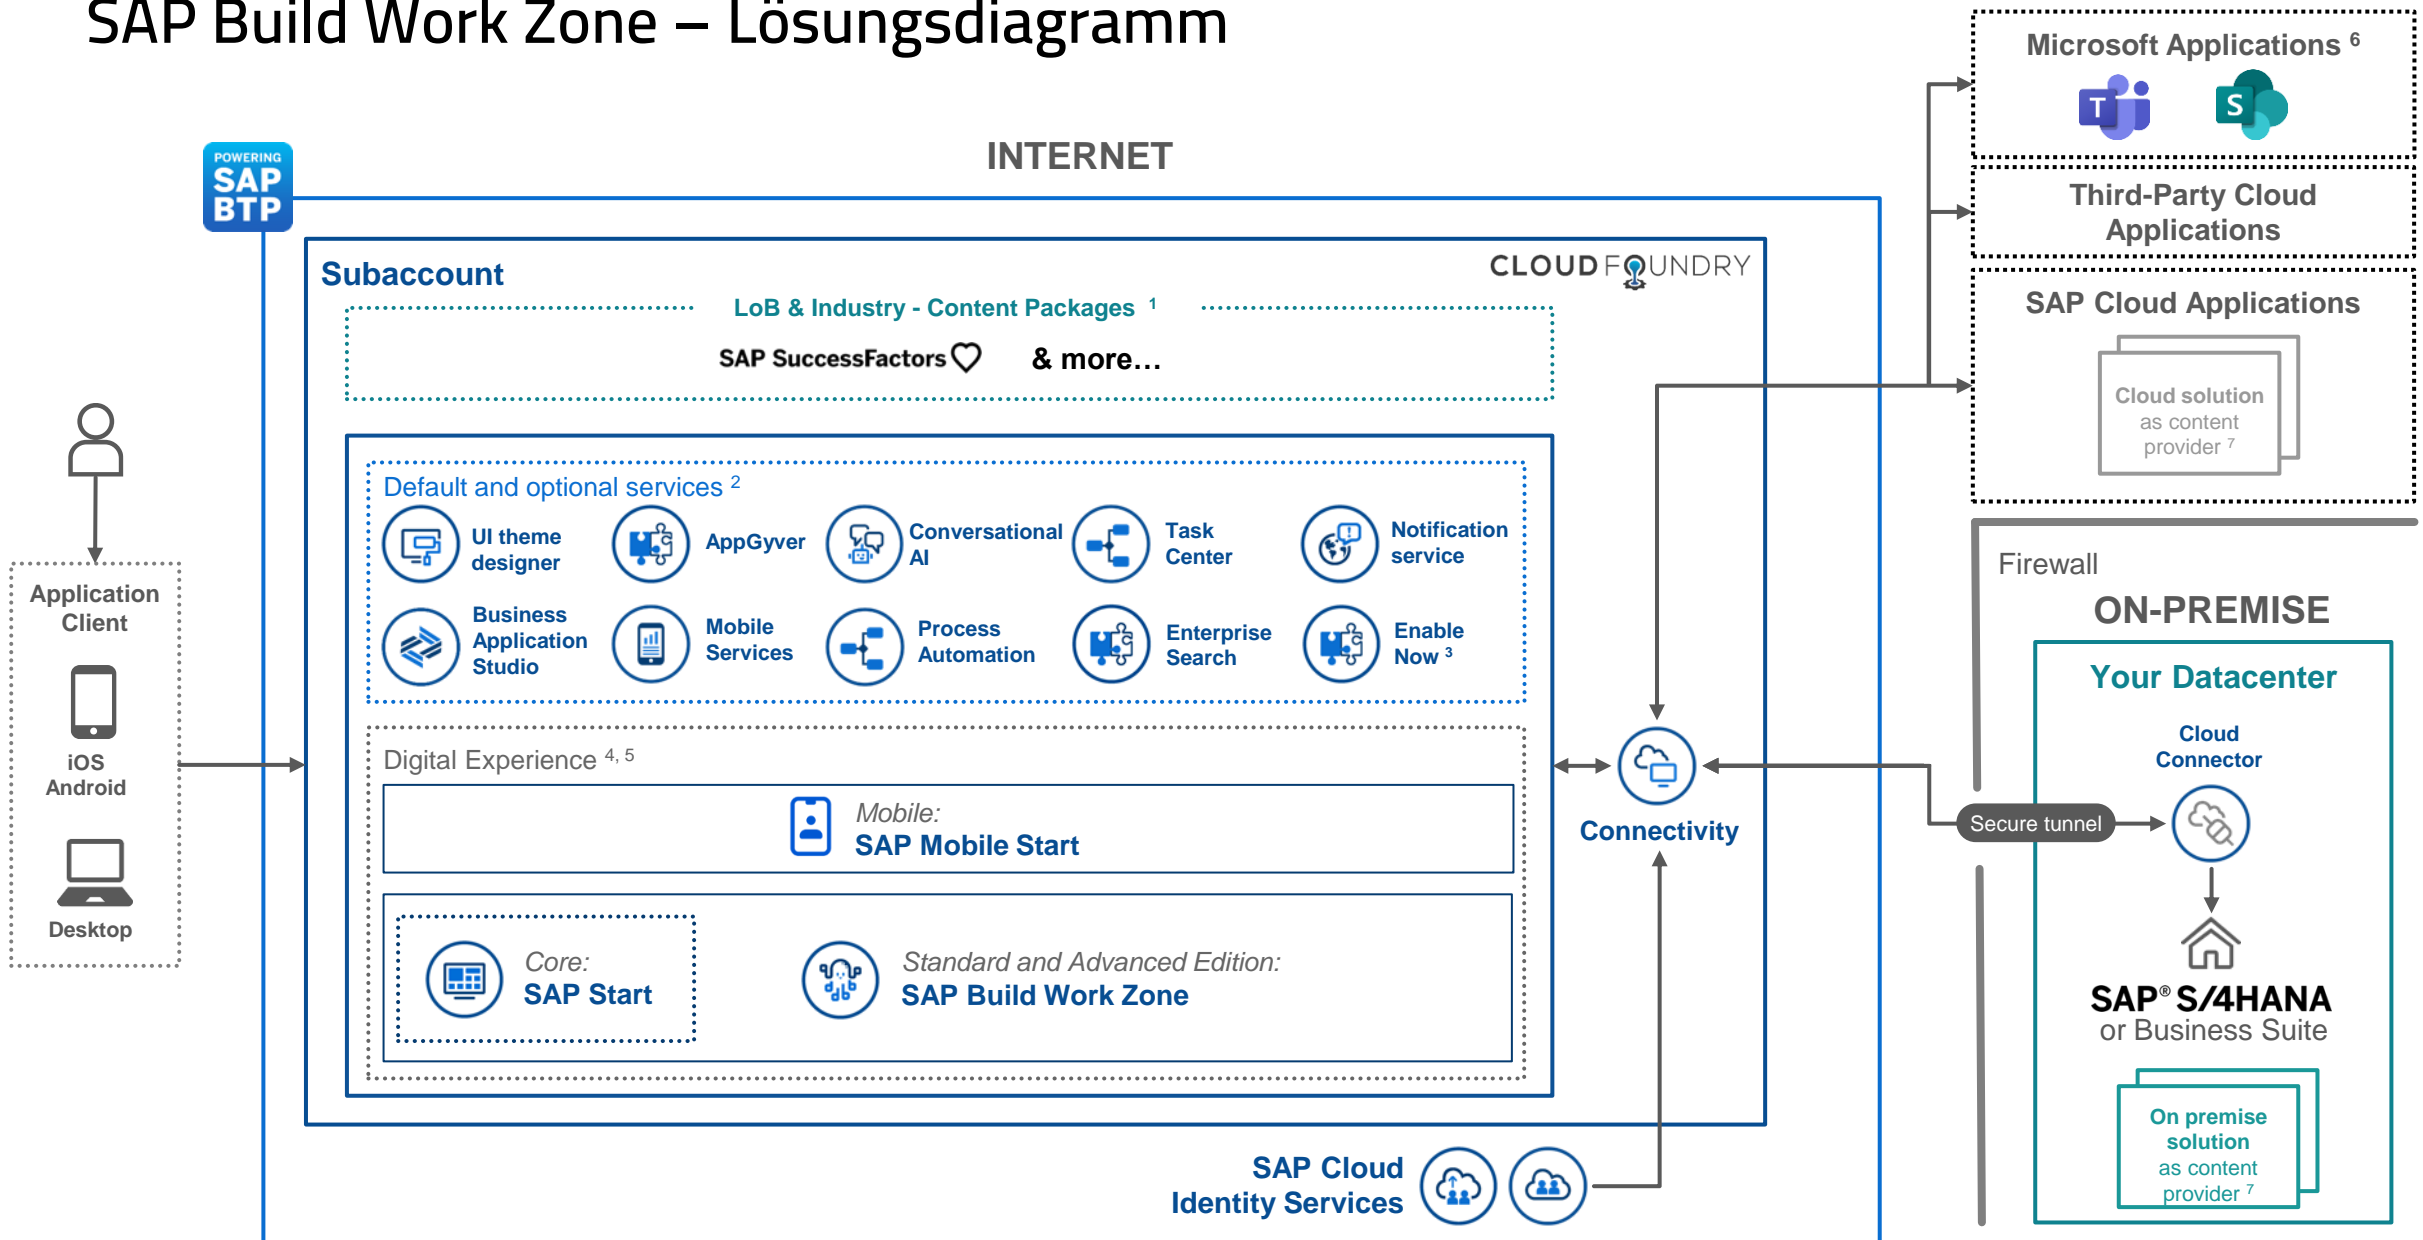 SAP Build Work Zone – Lösungsdiagramm
INTERNET
POWERING
SAP
BTP
Subaccount
CLOUD FOUNDRY
LoB & Industry - Content Packages 1
SAP SuccessFactors & more...
Default and optional services 2
UI theme
designer
AppGyver
Conversational
AI
Task
Center
Notification
service
Business
Application
Studio
Mobile
Services
Process
Automation
Enterprise
Search
Enable
Now 3
Digital Experience 4, 5
Mobile:
SAP Mobile Start
Core:
SAP Start
Standard and Advanced Edition:
SAP Build Work Zone
Application
Client
iOS
Android
Desktop
Connectivity
SAP Cloud
Identity Services
Microsoft Applications 6
T
S
Third-Party Cloud
Applications
SAP Cloud Applications
Cloud solution
as content
provider 7
Firewall
ON-PREMISE
Your Datacenter
Cloud
Connector
Secure tunnel
SAP® S/4HANA
or Business Suite
On premise
solution
as content
provider 7